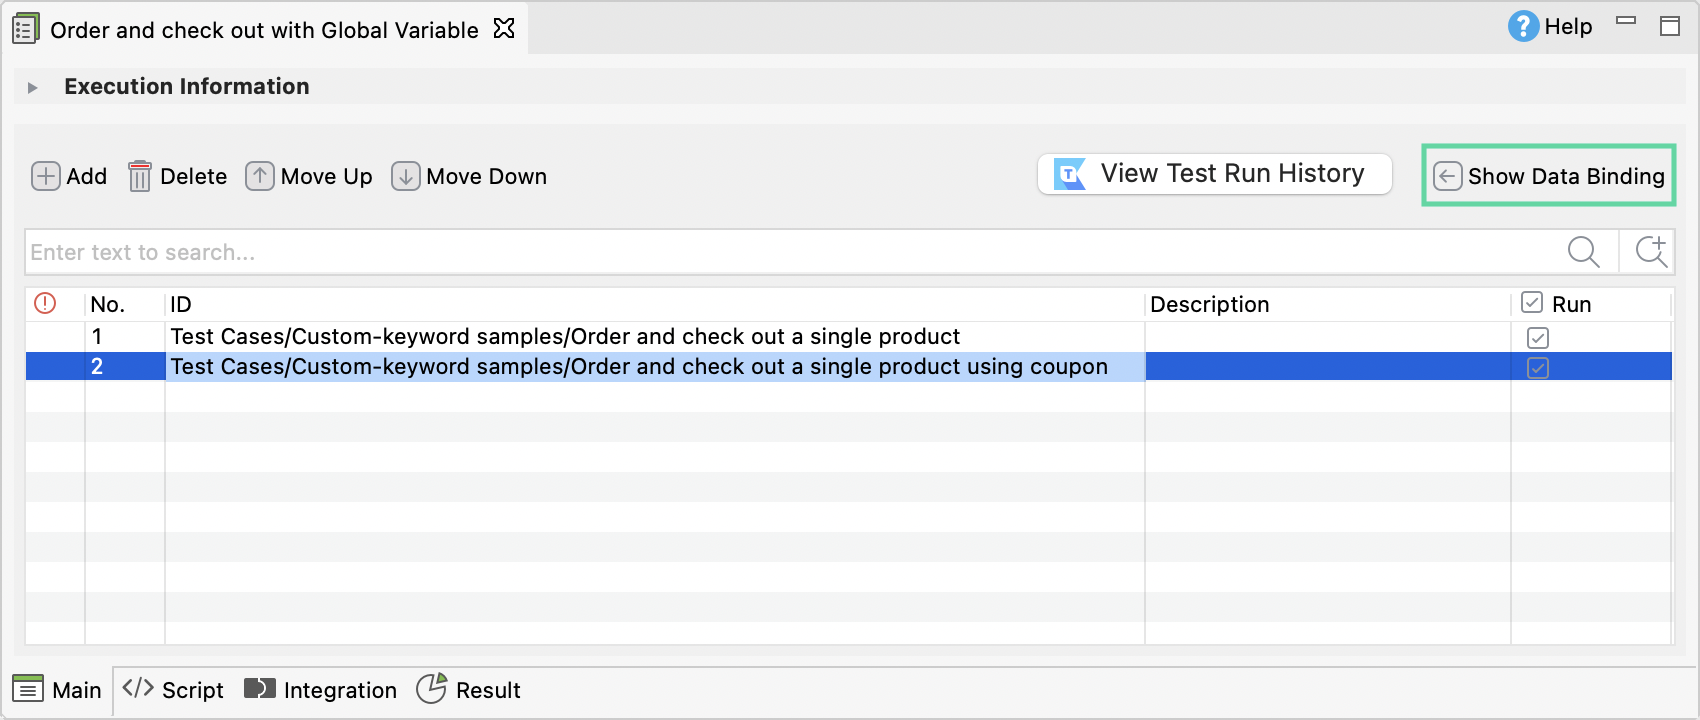 Order and check out with Global Variable
Help
Execution Information
Add Delete Move Up Move Down View Test Run History Show Data Binding
Enter text to search...
No. ID Description Run
1 Test Cases/Custom-keyword samples/Order and check out a single product
2 Test Cases/Custom-keyword samples/Order and check out a single product using coupon
Main Script Integration Result